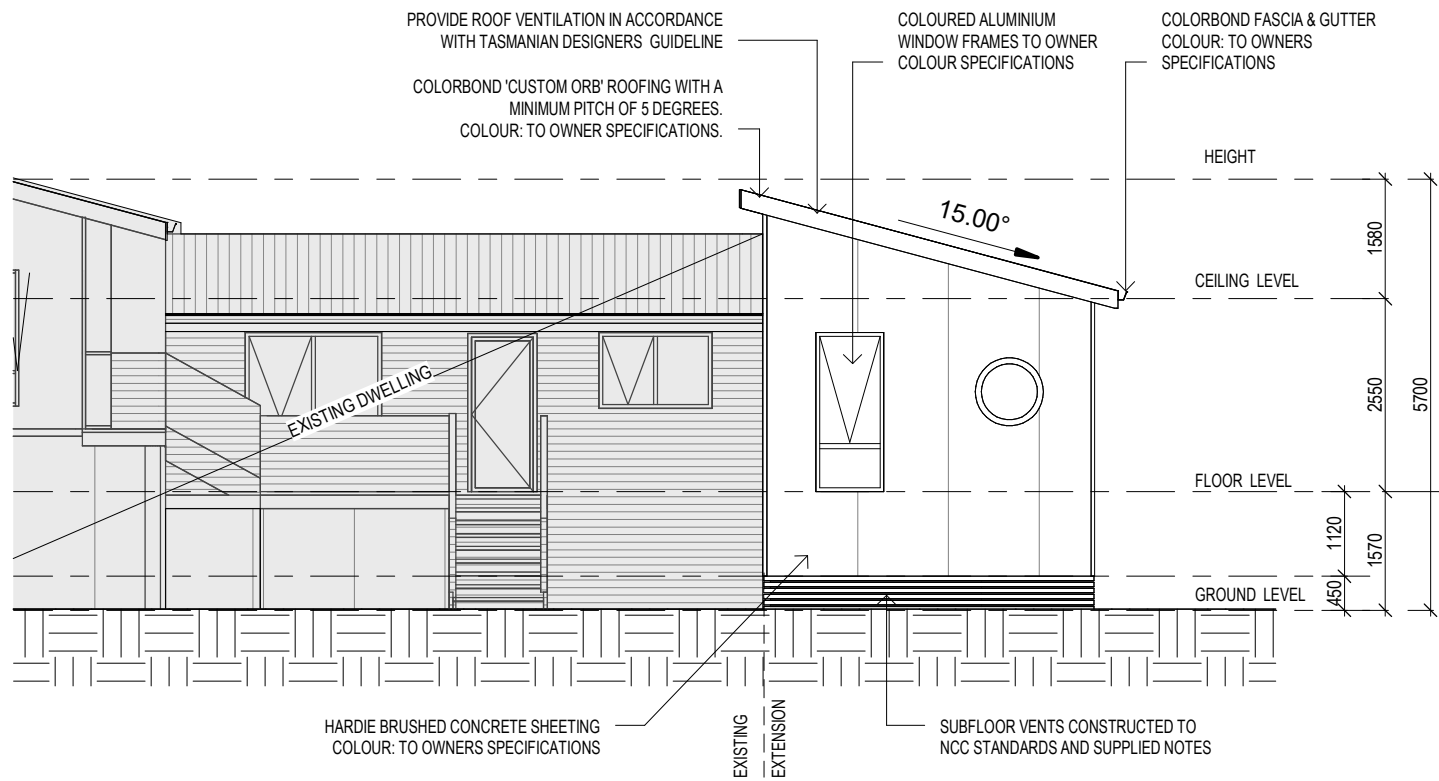 PROVIDE ROOF VENTILATION IN ACCORDANCE
WITH TASMANIAN DESIGNERS GUIDELINE
COLORBOND 'CUSTOM ORB' ROOFING WITH A
MINIMUM PITCH OF 5 DEGREES.
COLOUR: TO OWNER SPECIFICATIONS.
COLOURED ALUMINIUM
WINDOW FRAMES TO OWNER
COLOUR SPECIFICATIONS
COLORBOND FASCIA & GUTTER
COLOUR: TO OWNERS
SPECIFICATIONS
HEIGHT
15.00°
1580
CEILING LEVEL
EXISTING DWELLING
2550
5700
FLOOR LEVEL
1120
1570
GROUND LEVEL
450
HARDIE BRUSHED CONCRETE SHEETING
COLOUR: TO OWNERS SPECIFICATIONS
EXISTING
EXTENSION
SUBFLOOR VENTS CONSTRUCTED TO
NCC STANDARDS AND SUPPLIED NOTES